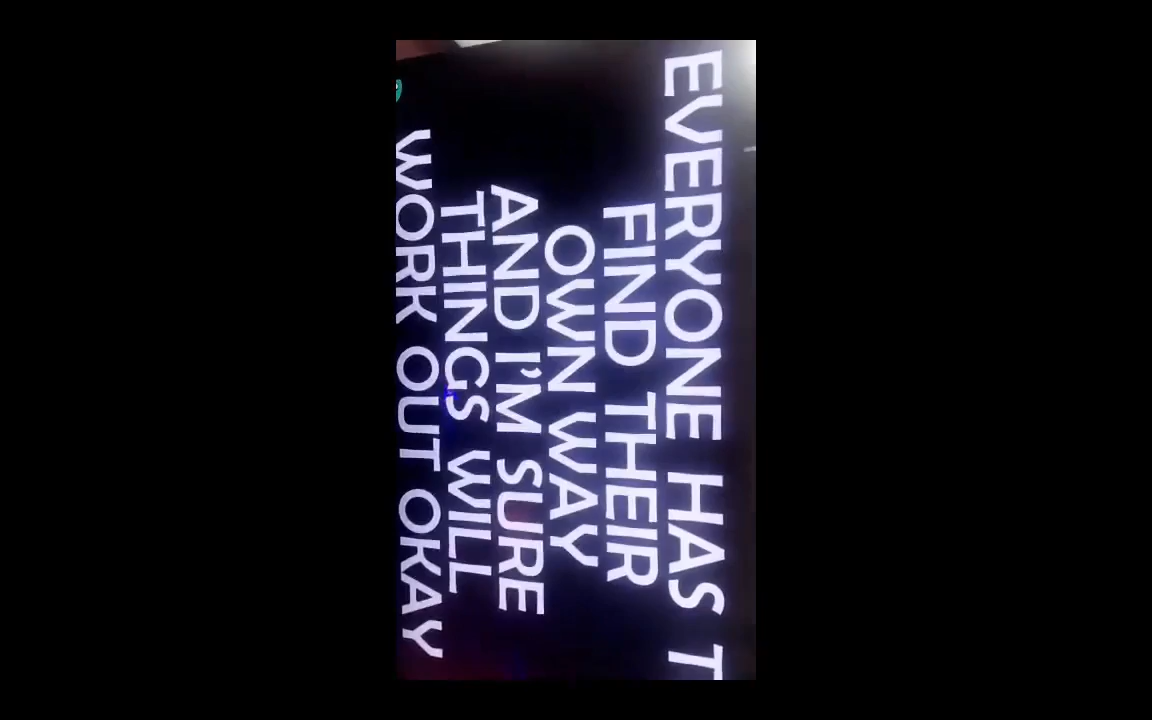 EVERYONE HAS T
FIND THEIR
OWN WAY
AND I'M SURE
THINGS WILL
WORK OUT OKAY